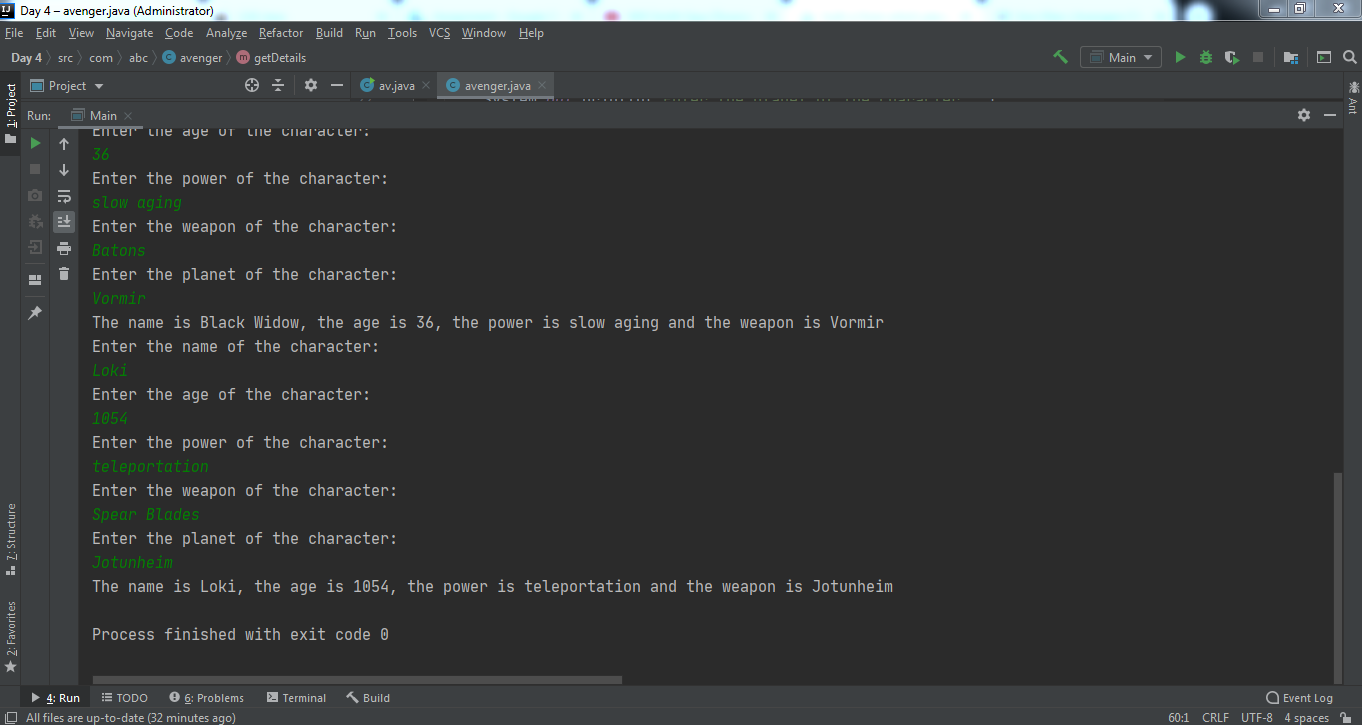 Day 4 – avenger.java (Administrator)
File Edit View Navigate Code Analyze Refactor Build Run Tools VCS Window Help
Day 4 src com abc avenger getDetails Main
1: Project
Project av.java avenger.java
Ant
Run: Main
Enter the age of the character:
36
Enter the power of the character:
slow aging
Enter the weapon of the character:
Batons
Enter the planet of the character:
Vormir
The name is Black Widow, the age is 36, the power is slow aging and the weapon is Vormir
Enter the name of the character:
Loki
Enter the age of the character:
1054
Enter the power of the character:
teleportation
Enter the weapon of the character:
Spear Blades
Enter the planet of the character:
Jotunheim
The name is Loki, the age is 1054, the power is teleportation and the weapon is Jotunheim
Process finished with exit code 0
7: Structure
2: Favorites
4: Run TODO 6: Problems Terminal Build Event Log
All files are up-to-date (32 minutes ago) 60:1 CRLF UTF-8 4 spaces